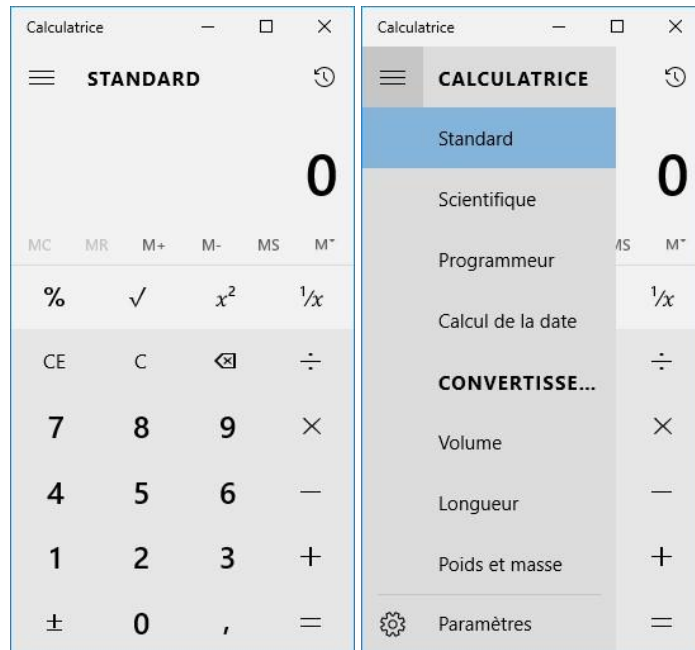 Calculatrice
STANDARD
0
MC MR M+ M- MS M˅
% √ x² ¹/x
CE C ⌫ ÷
7 8 9 ×
4 5 6 −
1 2 3 +
± 0 , =
Calculatrice
CALCULATRICE
Standard
0
Scientifique
MS M˅
Programmeur
¹/x
Calcul de la date
÷
CONVERTISSE...
×
Volume
−
Longueur
+
Poids et masse
Paramètres
=